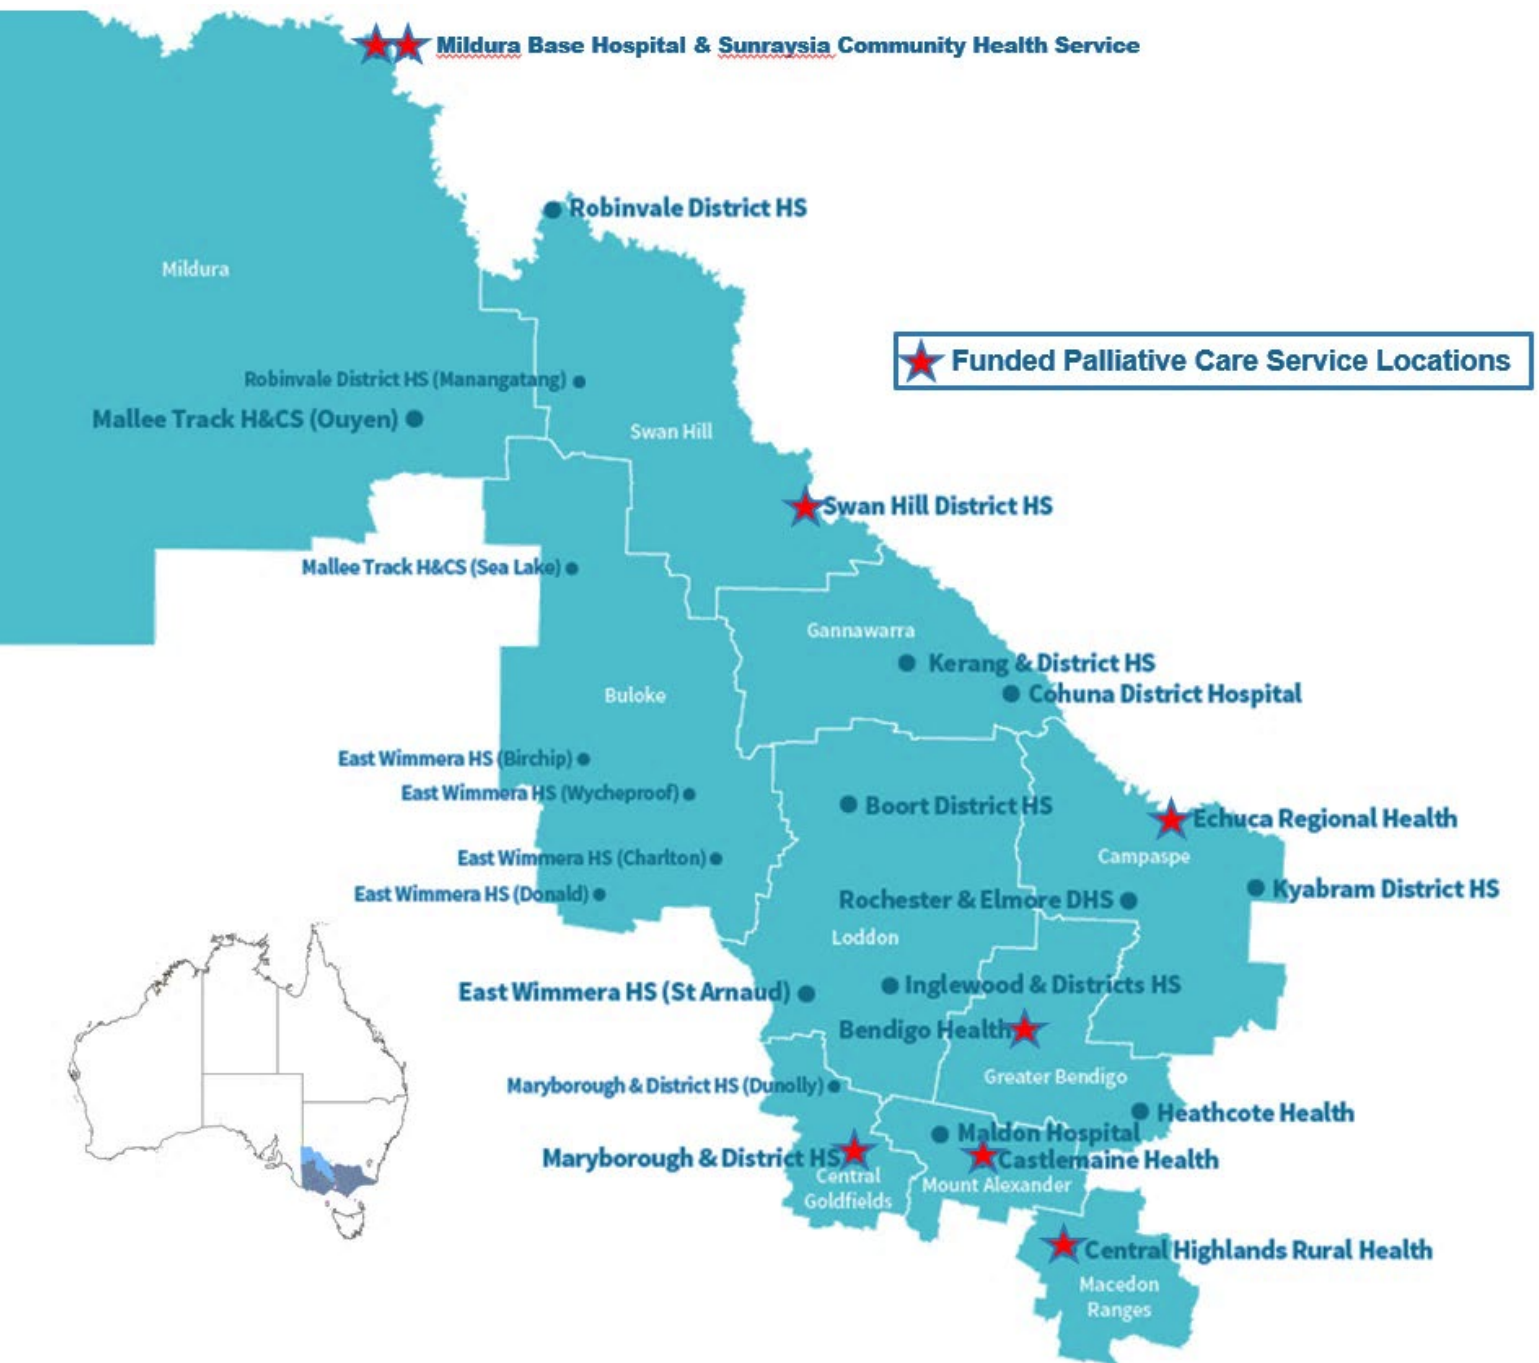 Mildura Base Hospital & Sunraysia Community Health Service
Robinvale District HS
Mildura
Funded Palliative Care Service Locations
Robinvale District HS (Manangatang)
Mallee Track H&CS (Ouyen)
Swan Hill
Swan Hill District HS
Mallee Track H&CS (Sea Lake)
Gannawarra
Kerang & District HS
Cohuna District Hospital
Buloke
East Wimmera HS (Birchip)
East Wimmera HS (Wycheproof)
Boort District HS
Echuca Regional Health
Campaspe
East Wimmera HS (Charlton)
East Wimmera HS (Donald)
Kyabram District HS
Rochester & Elmore DHS
Loddon
East Wimmera HS (St Arnaud)
Inglewood & Districts HS
Bendigo Health
Greater Bendigo
Maryborough & District HS (Dunolly)
Heathcote Health
Maldon Hospital
Maryborough & District HS
Castlemaine Health
Central
Goldfields
Mount Alexander
Central Highlands Rural Health
Macedon
Ranges